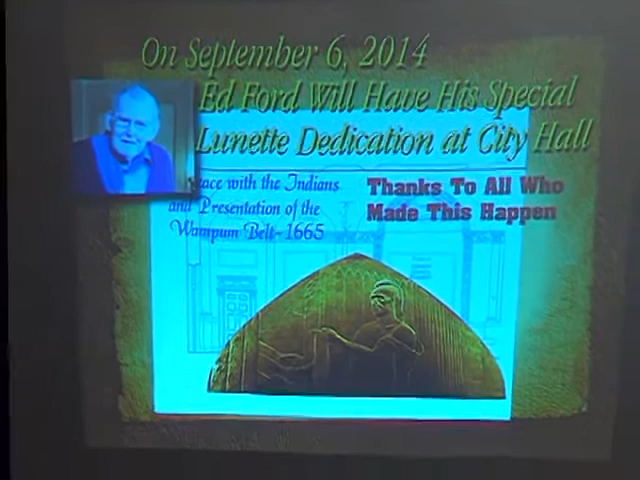 On September 6, 2014
Ed Ford Will Have His Special
Lunette Dedication at City Hall
ace with the Indians
and Presentation of the
Wampum Belt~1665
Thanks To All Who
Made This Happen